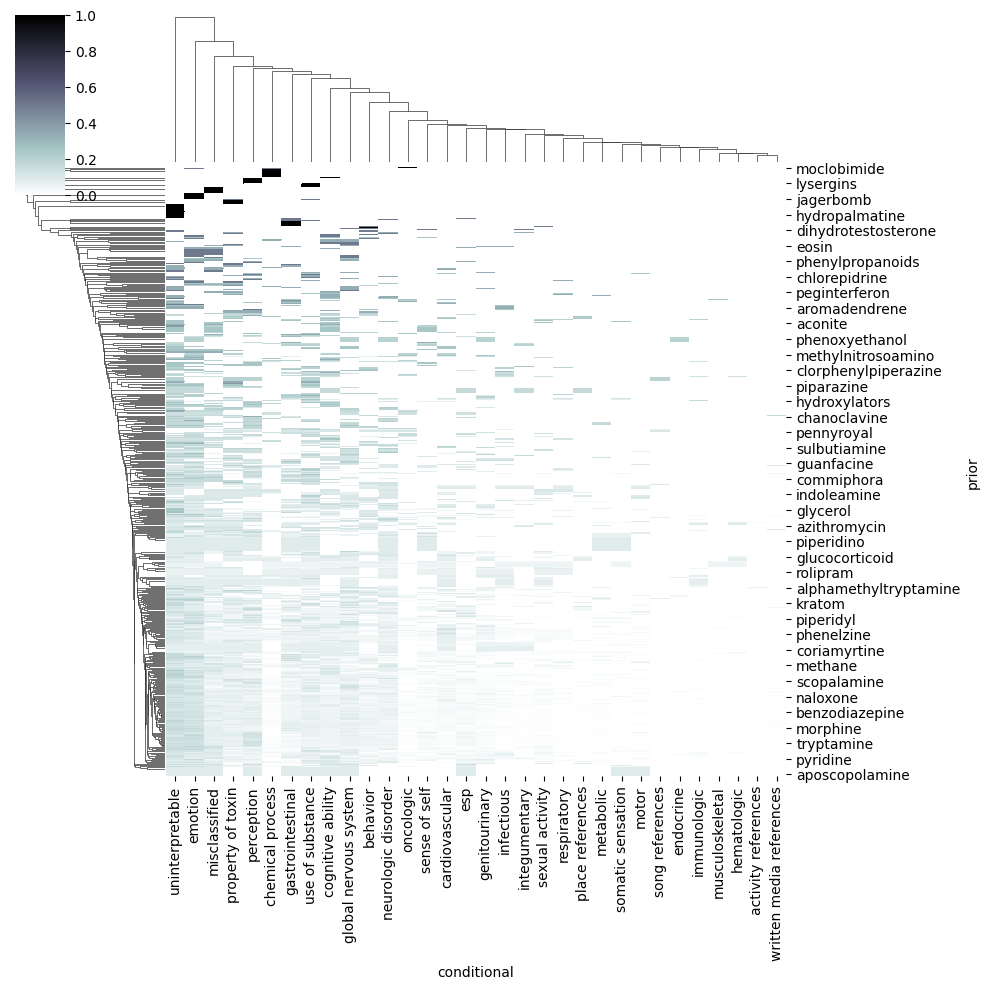 1.0
0.8
0.6
0.4
0.2
0.0
moclobimide
lysergins
jagerbomb
hydropalmatine
dihydrotestosterone
eosin
phenylpropanoids
chlorepidrine
peginterferon
aromadendrene
aconite
phenoxyethanol
methylnitrosoamino
clorphenylpiperazine
piparazine
hydroxylators
chanoclavine
pennyroyal
sulbutiamine
guanfacine
commiphora
indoleamine
glycerol
azithromycin
piperidino
glucocorticoid
rolipram
alphamethyltryptamine
kratom
piperidyl
phenelzine
coriamyrtine
methane
scopalamine
naloxone
benzodiazepine
morphine
tryptamine
pyridine
aposcopolamine
prior
uninterpretable
emotion
misclassified
property of toxin
perception
chemical process
gastrointestinal
use of substance
cognitive ability
global nervous system
behavior
neurologic disorder
oncologic
sense of self
cardiovascular
esp
genitourinary
infectious
integumentary
sexual activity
respiratory
place references
metabolic
somatic sensation
motor
song references
endocrine
immunologic
musculoskeletal
hematologic
activity references
written media references
conditional